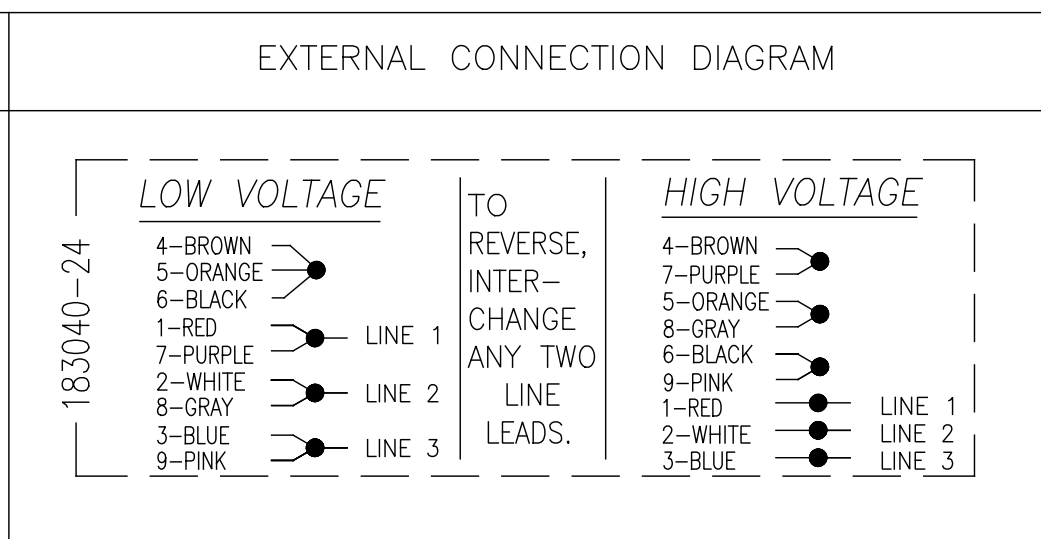 EXTERNAL CONNECTION DIAGRAM
183040-24
LOW VOLTAGE
4-BROWN
5-ORANGE
6-BLACK
1-RED
7-PURPLE
LINE 1
2-WHITE
8-GRAY
LINE 2
3-BLUE
9-PINK
LINE 3
TO
REVERSE,
INTER-
CHANGE
ANY TWO
LINE
LEADS.
HIGH VOLTAGE
4-BROWN
7-PURPLE
5-ORANGE
8-GRAY
6-BLACK
9-PINK
1-RED LINE 1
2-WHITE LINE 2
3-BLUE LINE 3